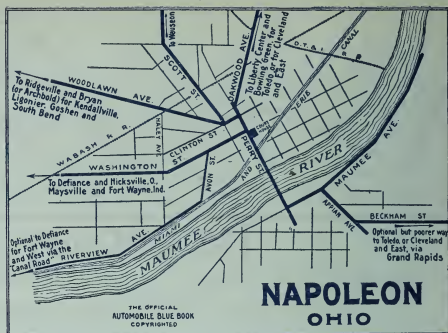 To Wauseon
SCOTT ST.
OAKWOOD AVE.
To Liberty Center and
Bowling Green, for
Toledo, or for Cleveland
and East
D. T. & I. R R
CANAL
ERIE
AND
MIAMI
WOODLAWN AVE.
To Ridgeville and Bryan
(or Archbold) for Kendallville,
Ligonier, Goshen and
South Bend
WABASH R R.
HALEY AVE.
CLINTON ST
WASHINGTON ST
To Defiance and Hicksville, O.,
Maysville and Fort Wayne, Ind.
AVON ST.
PERRY ST.
MAUMEE RIVER
MAUMEE AVE.
APPIAN AVE.
BECKHAM ST
Optional but poorer way
to Toledo, or Cleveland
and East, via
Grand Rapids
Optional to Defiance
for Fort Wayne
and West via the
"Canal Road"
RIVERVIEW AVE
THE OFFICIAL
AUTOMOBILE BLUE BOOK
COPYRIGHTED
NAPOLEON
OHIO